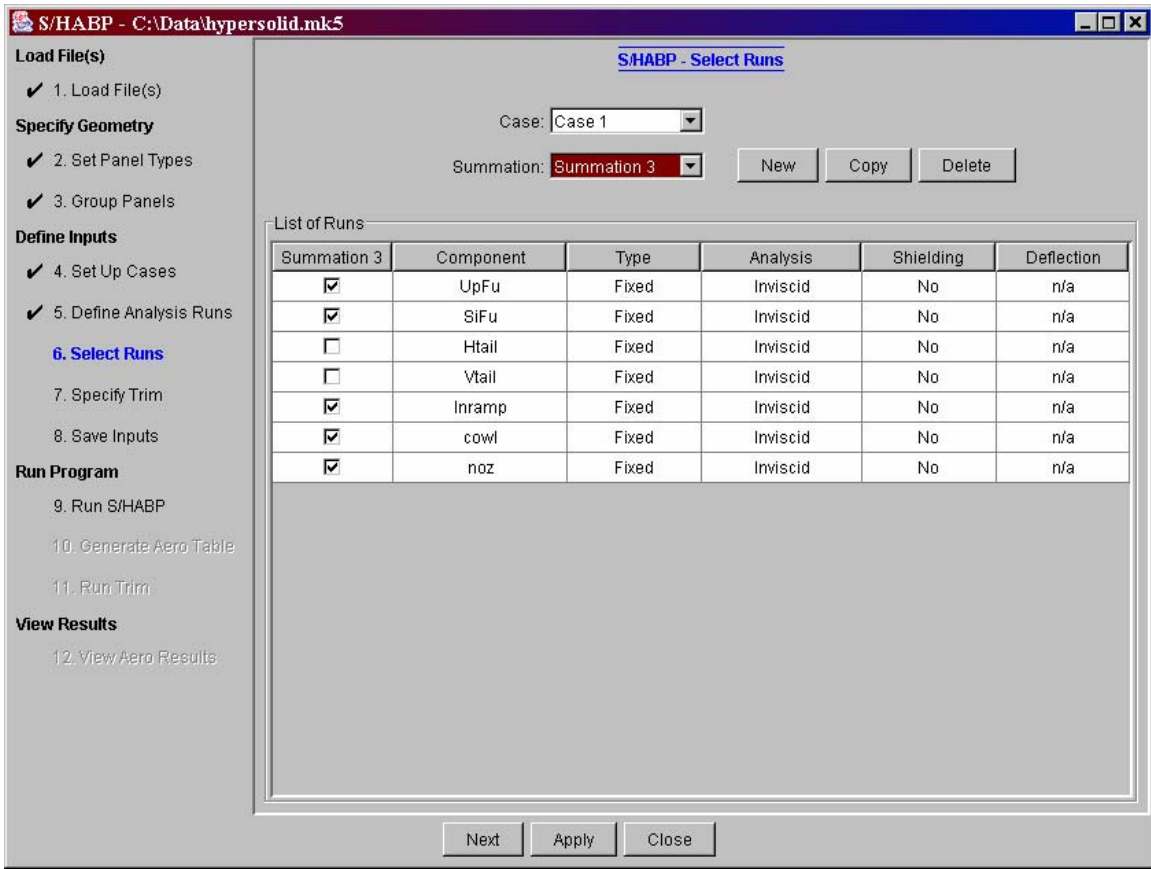 S/HABP - C:\Data\hypersolid.mk5
Load File(s)
1. Load File(s)
Specify Geometry
2. Set Panel Types
3. Group Panels
Define Inputs
4. Set Up Cases
5. Define Analysis Runs
6. Select Runs
7. Specify Trim
8. Save Inputs
Run Program
9. Run S/HABP
10. Generate Aero Table
11. Run Trim
View Results
12. View Aero Results
S/HABP - Select Runs
Case: Case 1
Summation: Summation 3 New Copy Delete
List of Runs
Summation 3 Component Type Analysis Shielding Deflection
UpFu Fixed Inviscid No n/a
SiFu Fixed Inviscid No n/a
Htail Fixed Inviscid No n/a
Vtail Fixed Inviscid No n/a
Inramp Fixed Inviscid No n/a
cowl Fixed Inviscid No n/a
noz Fixed Inviscid No n/a
Next Apply Close